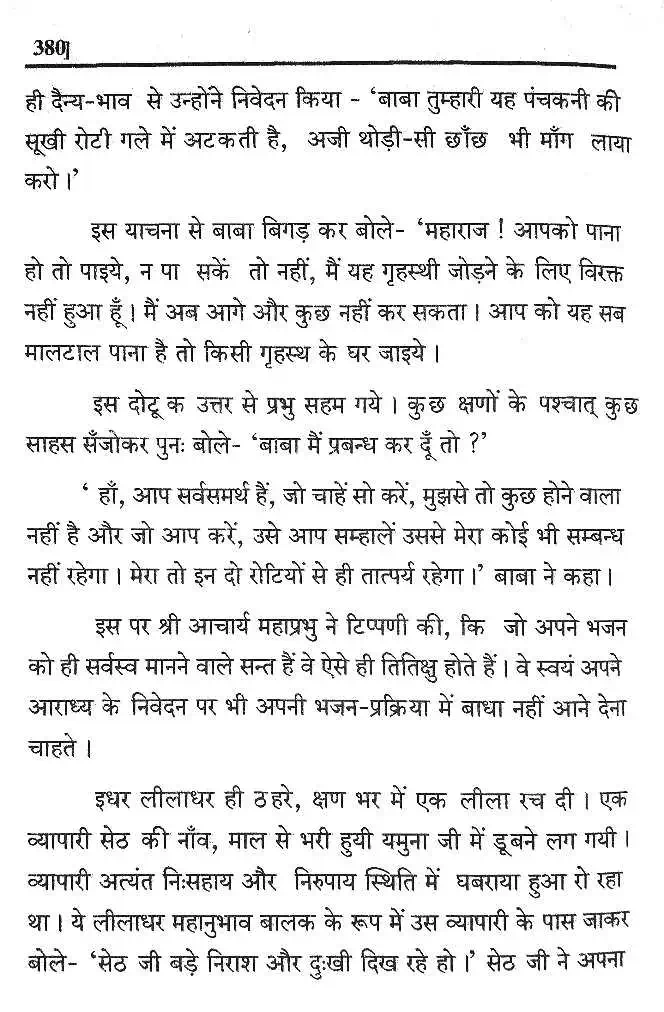 380]
ही दैन्य-भाव से उन्होंने निवेदन किया - 'बाबा तुम्हारी यह पंचकनी की
सूखी रोटी गले में अटकती है, अजी थोड़ी-सी छाँछ भी माँग लाया
करो।'
इस याचना से बाबा बिगड़ कर बोले- 'महाराज ! आपको पाना
हो तो पाइये, न पा सकें तो नहीं, मैं यह गृहस्थी जोड़ने के लिए विरक्त
नहीं हुआ हूँ। मैं अब आगे और कुछ नहीं कर सकता। आप को यह सब
मालटाल पाना है तो किसी गृहस्थ के घर जाइये।
इस दोटू क उत्तर से प्रभु सहम गये। कुछ क्षणों के पश्चात् कुछ
साहस सँजोकर पुनः बोले- 'बाबा मैं प्रबन्ध कर दूँ तो ?'
' हाँ, आप सर्वसमर्थ हैं, जो चाहें सो करें, मुझसे तो कुछ होने वाला
नहीं है और जो आप करें, उसे आप सम्हालें उससे मेरा कोई भी सम्बन्ध
नहीं रहेगा। मेरा तो इन दो रोटियों से ही तात्पर्य रहेगा।' बाबा ने कहा।
इस पर श्री आचार्य महाप्रभु ने टिप्पणी की, कि जो अपने भजन
को ही सर्वस्व मानने वाले सन्त हैं वे ऐसे ही तितिक्षु होते हैं। वे स्वयं अपने
आराध्य के निवेदन पर भी अपनी भजन-प्रक्रिया में बाधा नहीं आने देना
चाहते।
इधर लीलाधर ही ठहरे, क्षण भर में एक लीला रच दी। एक
व्यापारी सेठ की नाँव, माल से भरी हुयी यमुना जी में डूबने लग गयी।
व्यापारी अत्यंत निःसहाय और निरुपाय स्थिति में घबराया हुआ रो रहा
था। ये लीलाधर महानुभाव बालक के रूप में उस व्यापारी के पास जाकर
बोले- 'सेठ जी बड़े निराश और दुःखी दिख रहे हो।' सेठ जी ने अपना